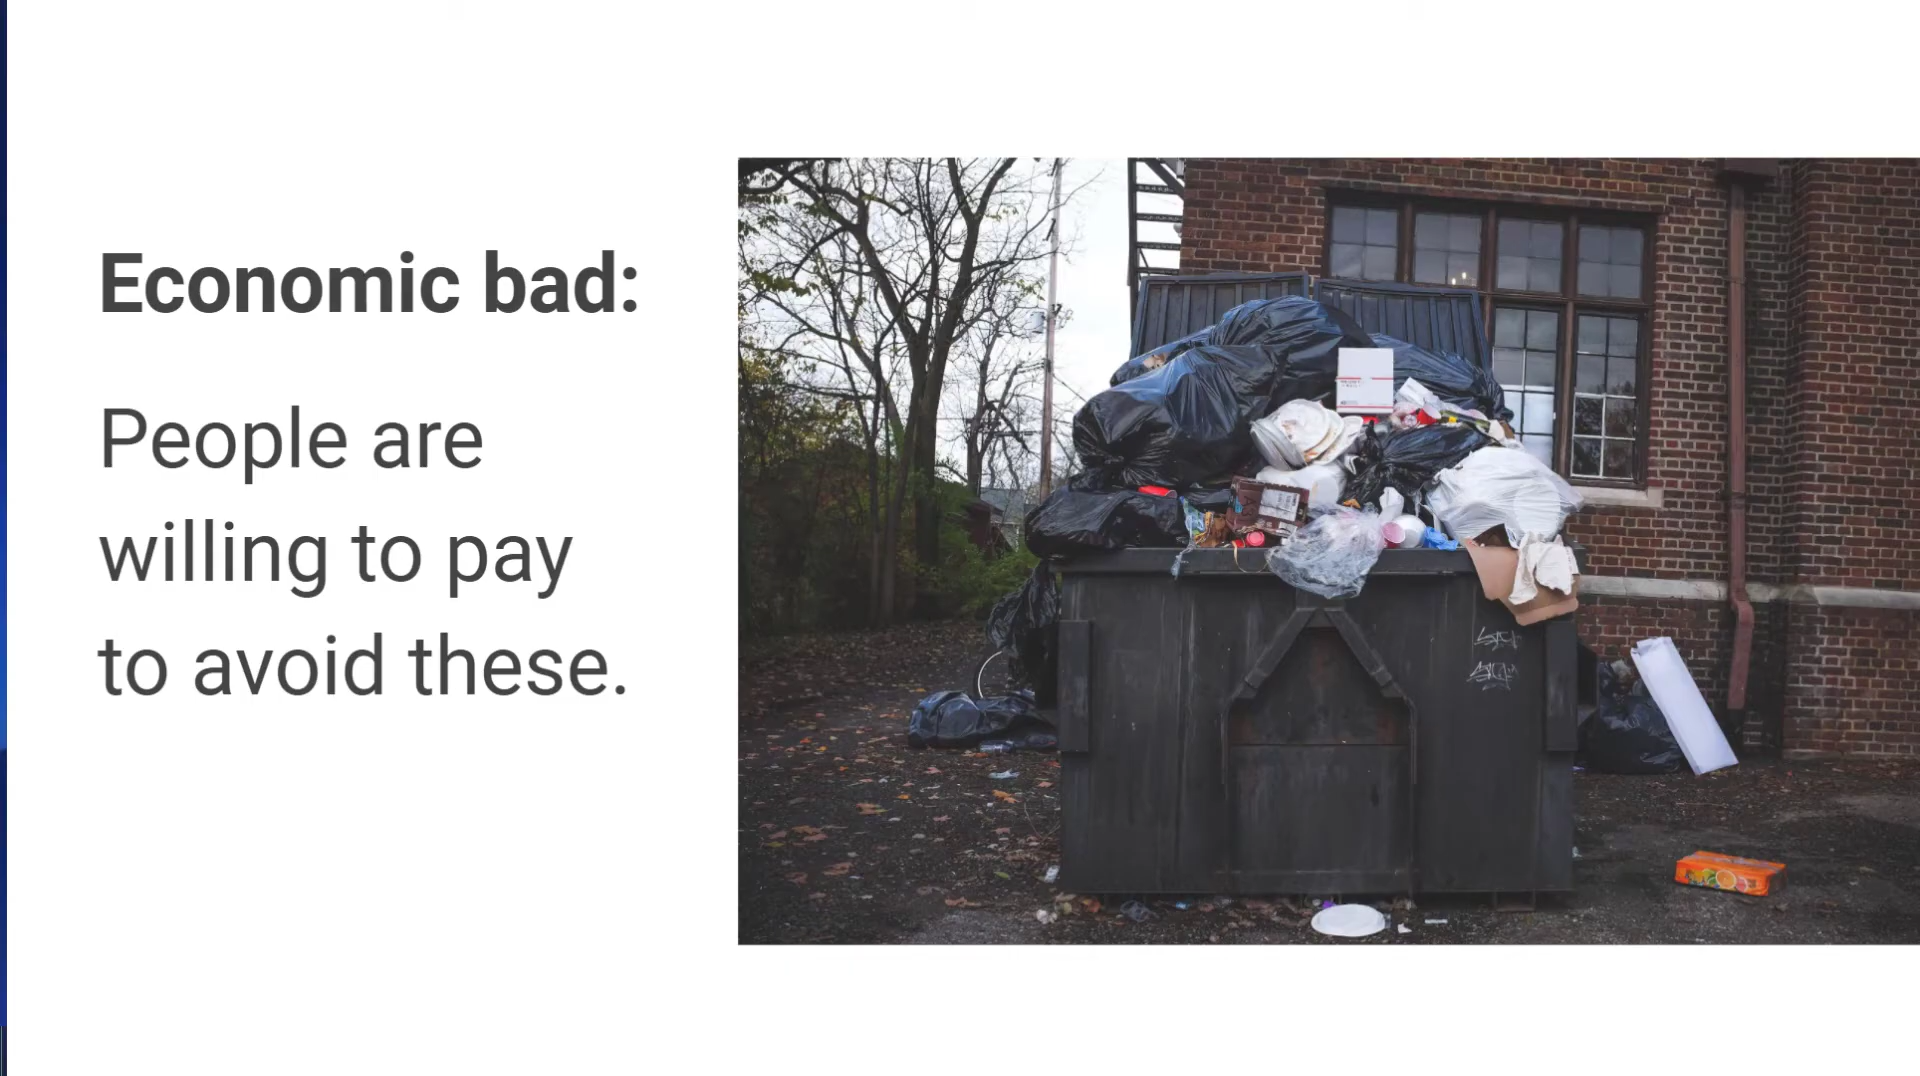 Economic bad:
People are
willing to pay
to avoid these.